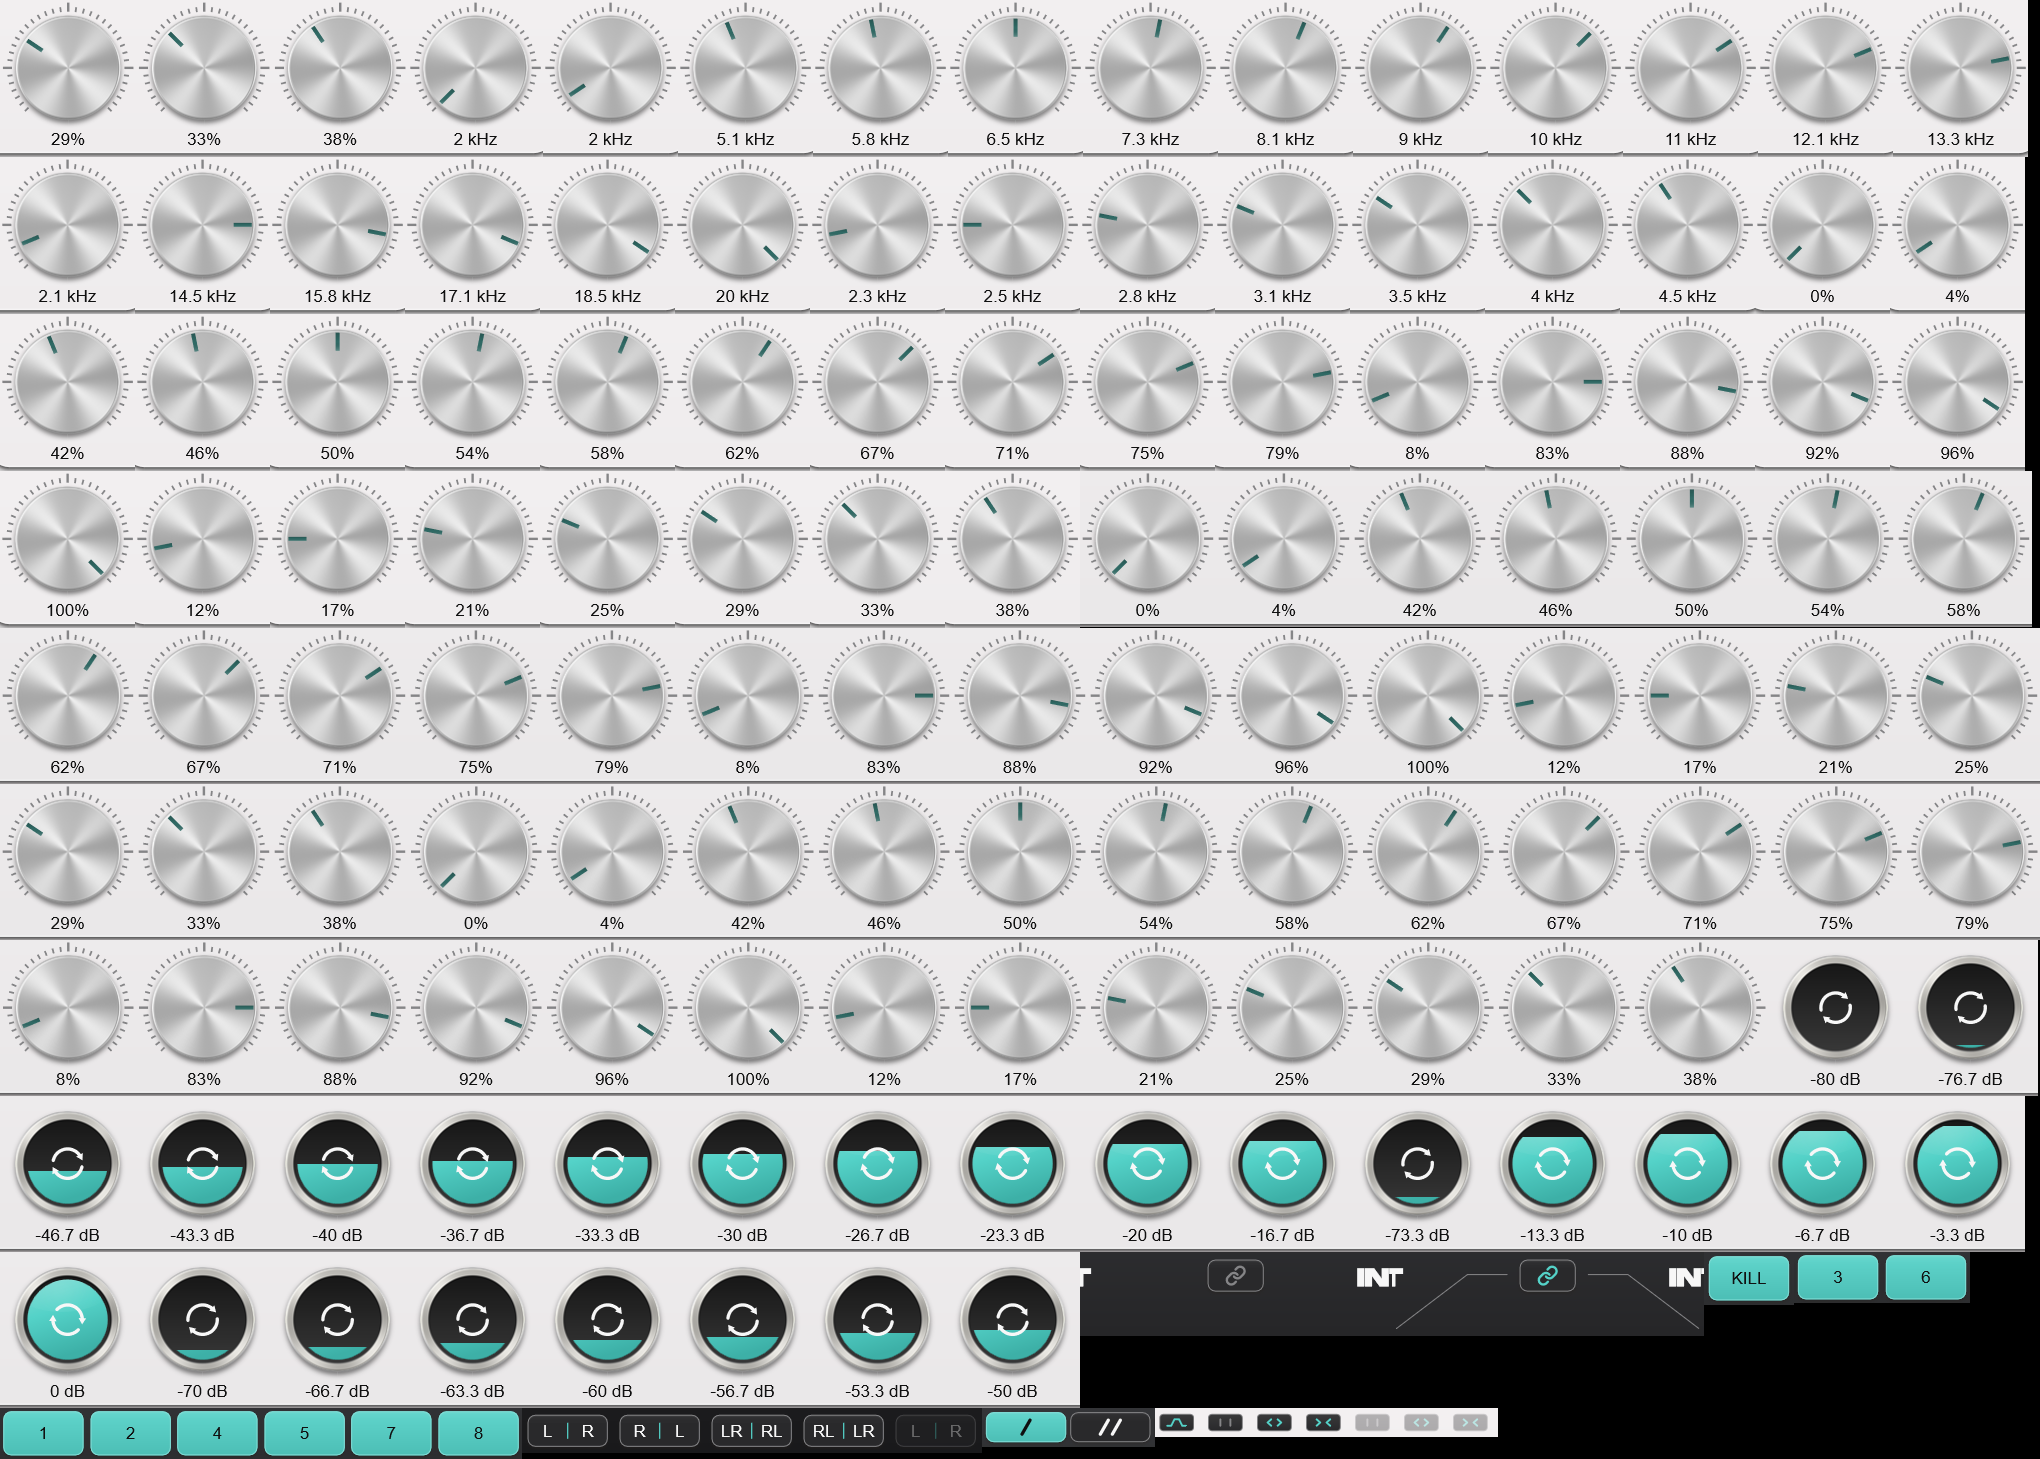 29% 33% 38% 2 kHz 2 kHz 5.1 kHz 5.8 kHz 6.5 kHz 7.3 kHz 8.1 kHz 9 kHz 10 kHz 11 kHz 12.1 kHz 13.3 kHz
2.1 kHz 14.5 kHz 15.8 kHz 17.1 kHz 18.5 kHz 20 kHz 2.3 kHz 2.5 kHz 2.8 kHz 3.1 kHz 3.5 kHz 4 kHz 4.5 kHz 0% 4%
42% 46% 50% 54% 58% 62% 67% 71% 75% 79% 8% 83% 88% 92% 96%
100% 12% 17% 21% 25% 29% 33% 38% 0% 4% 42% 46% 50% 54% 58%
62% 67% 71% 75% 79% 8% 83% 88% 92% 96% 100% 12% 17% 21% 25%
29% 33% 38% 0% 4% 42% 46% 50% 54% 58% 62% 67% 71% 75% 79%
8% 83% 88% 92% 96% 100% 12% 17% 21% 25% 29% 33% 38% -80 dB -76.7 dB
-46.7 dB -43.3 dB -40 dB -36.7 dB -33.3 dB -30 dB -26.7 dB -23.3 dB -20 dB -16.7 dB -73.3 dB -13.3 dB -10 dB -6.7 dB -3.3 dB
INT KILL 3 6
0 dB -70 dB -66.7 dB -63.3 dB -60 dB -56.7 dB -53.3 dB -50 dB
1 2 4 5 7 8 L | R R | L LR | RL RL | LR L | R / //